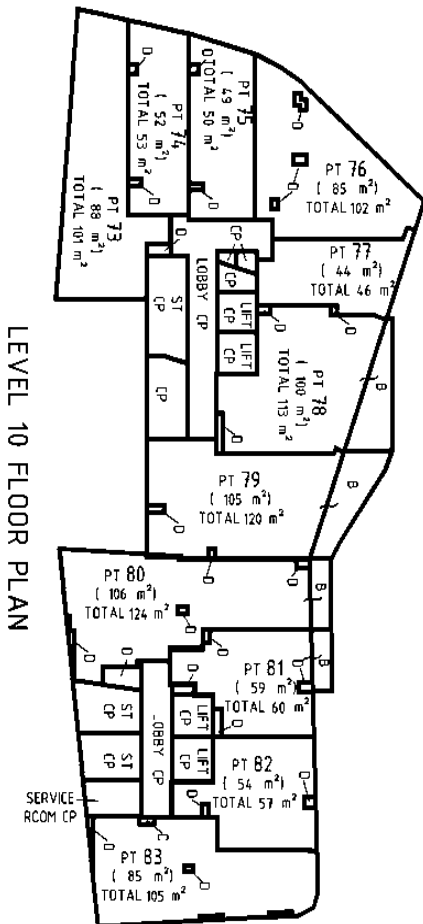 PT 76
( 85 m²)
TOTAL 102 m²
PT 75
( 49 m²)
TOTAL 50 m²
PT 74
( 52 m²)
TOTAL 53 m²
PT 73
( 88 m²)
TOTAL 101 m²
PT 77
( 44 m²)
TOTAL 46 m²
D
D
D
D
D
D
D
CP
CP
CP
LOBBY
CP
LIFT
CP
LIFT
CP
ST
CP
CP
PT 78
( 100 m²)
TOTAL 113 m²
D
D
D
B
PT 79
( 105 m²)
TOTAL 120 m²
D
D
B
LEVEL 10 FLOOR PLAN
PT 80
( 106 m²)
TOTAL 124 m²
D
D
D
D
B
PT 81
( 59 m²)
TOTAL 60 m²
D
D
D
B
ST
CP
LIFT
CP
ST
CP
LOBBY
CP
LIFT
CP
PT 82
( 54 m²)
TOTAL 57 m²
D
D
SERVICE
ROOM CP
PT 83
( 85 m²)
TOTAL 105 m²
D
C
D